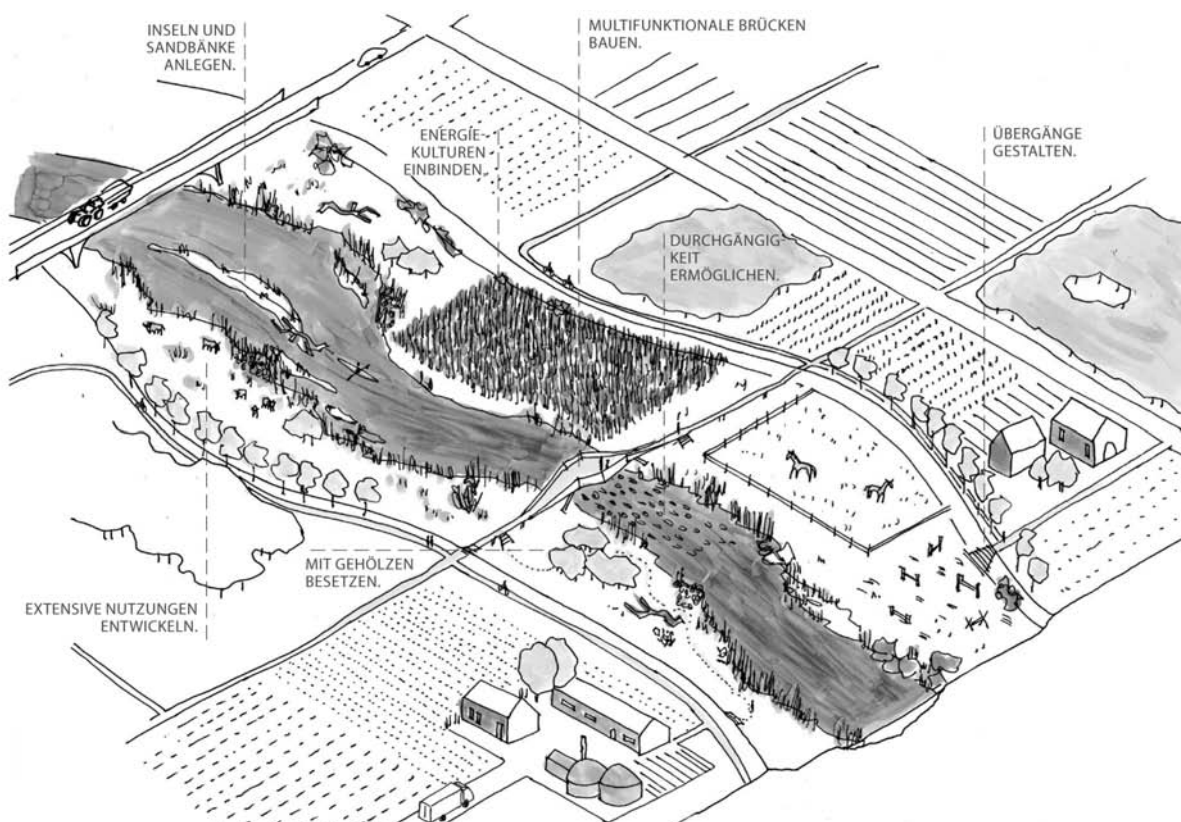 INSELN UND
SANDBÄNKE
ANLEGEN.
MULTIFUNKTIONALE BRÜCKEN
BAUEN.
ENERGIE-
KULTUREN
EINBINDEN.
ÜBERGÄNGE
GESTALTEN.
DURCHGÄNGIG-
KEIT
ERMÖGLICHEN.
MIT GEHÖLZEN
BESETZEN.
EXTENSIVE NUTZUNGEN
ENTWICKELN.